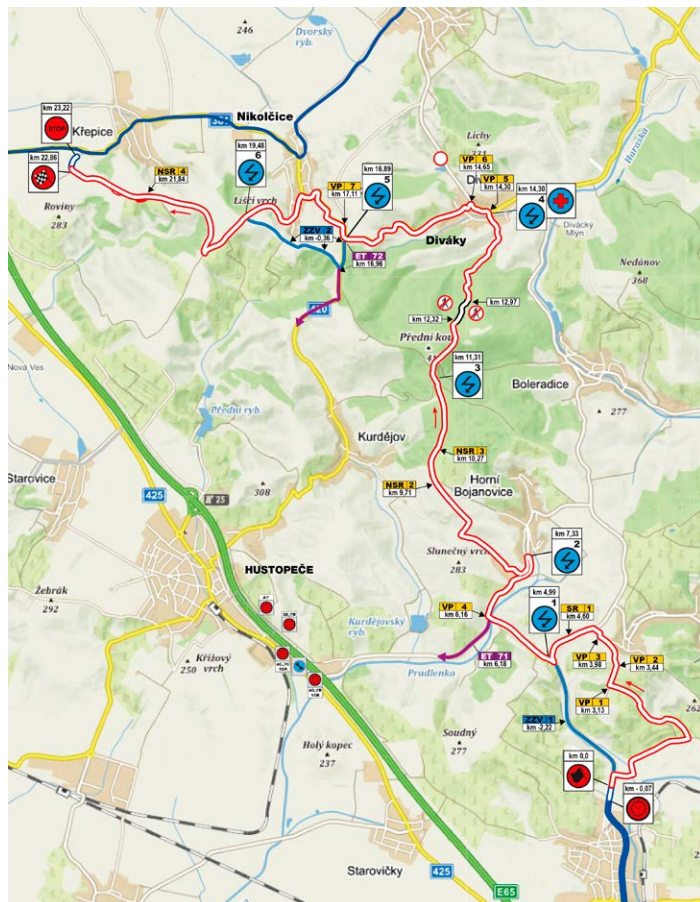 246
Dvorský
ryb.
km 23,22
STOP
Křepice
Nikolčice
381
km 19,48
6
km 16,89
5
Lichy
VP 6
km 14,65
VP 5
km 14,30
km 22,86
NSR 4
km 21,84
Liščí vrch
VP 7
km 17,11
km 14,30
4
Haraska
Divácký
Mlýn
Roviny
283
ZZV 2
km -0,36
Diváky
ET 72
km 16,96
Nedánov
368
420
km 12,97
km 12,32
Přední kou
km 11,31
3
Nová Ves
Boleradice
Přední ryb.
277
Kurdějov
NSR 3
km 10,27
Starovice
425
25
308
NSR 2
km 9,71
Horní
Bojanovice
km 7,33
2
Slunečný vrch
283
HUSTOPEČE
km 4,99
1
Žebrák
292
VP 4
km 6,16
SR 1
km 4,60
Kurdějovský
ryb.
VP 3
km 3,98
VP 2
km 3,44
Křížový
vrch
250
ET 71
km 6,18
Pradlenka
VP 1
km 3,13
262
ZZV 1
km -2,22
Soudný
277
Holý kopec
237
km 0,0
km - 0,07
Starovičky
425
E65